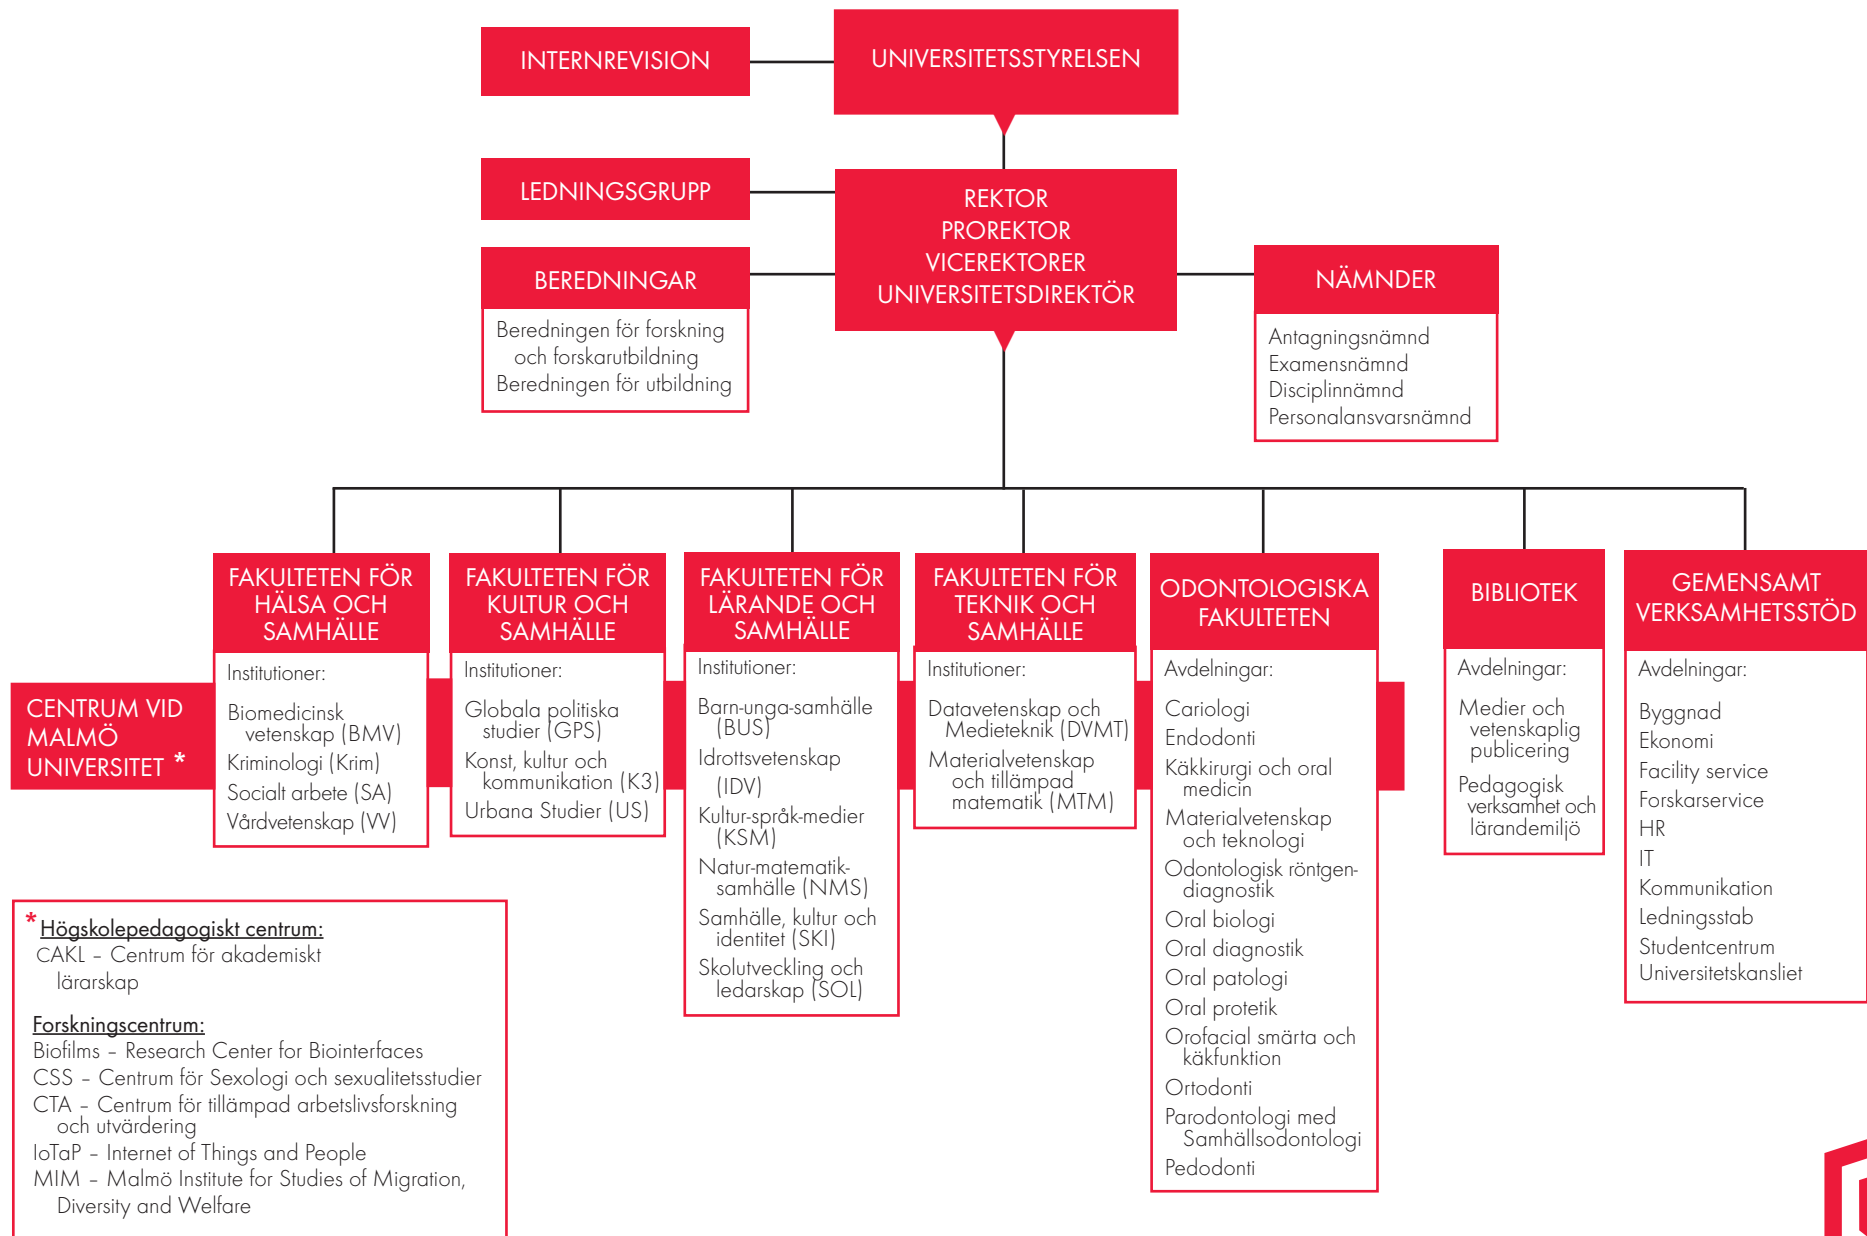 INTERNREVISION
UNIVERSITETSSTYRELSEN
LEDNINGSGRUPP
REKTOR
PROREKTOR
VICEREKTORER
UNIVERSITETSDIREKTÖR
BEREDNINGAR
Beredningen för forskning
och forskarutbildning
Beredningen för utbildning
NÄMNDER
Antagningsnämnd
Examensnämnd
Disciplinnämnd
Personalansvarsnämnd
CENTRUM VID
MALMÖ
UNIVERSITET *
FAKULTETEN FÖR
HÄLSA OCH
SAMHÄLLE
Institutioner:
Biomedicinsk
vetenskap (BMV)
Kriminologi (Krim)
Socialt arbete (SA)
Vårdvetenskap (VV)
FAKULTETEN FÖR
KULTUR OCH
SAMHÄLLE
Institutioner:
Globala politiska
studier (GPS)
Konst, kultur och
kommunikation (K3)
Urbana Studier (US)
FAKULTETEN FÖR
LÄRANDE OCH
SAMHÄLLE
Institutioner:
Barn-unga-samhälle
(BUS)
Idrottsvetenskap
(IDV)
Kultur-språk-medier
(KSM)
Natur-matematik-
samhälle (NMS)
Samhälle, kultur och
identitet (SKI)
Skolutveckling och
ledarskap (SOL)
FAKULTETEN FÖR
TEKNIK OCH
SAMHÄLLE
Institutioner:
Datavetenskap och
Medieteknik (DVMT)
Materialvetenskap
och tillämpad
matematik (MTM)
ODONTOLOGISKA
FAKULTETEN
Avdelningar:
Cariologi
Endodonti
Käkkirurgi och oral
medicin
Materialvetenskap
och teknologi
Odontologisk röntgen-
diagnostik
Oral biologi
Oral diagnostik
Oral patologi
Oral protetik
Orofacial smärta och
käkfunktion
Ortodonti
Parodontologi med
Samhällsodontologi
Pedodonti
BIBLIOTEK
Avdelningar:
Medier och
vetenskaplig
publicering
Pedagogisk
verksamhet och
lärandemiljö
GEMENSAMT
VERKSAMHETSSTÖD
Avdelningar:
Byggnad
Ekonomi
Facility service
Forskarservice
HR
IT
Kommunikation
Ledningsstab
Studentcentrum
Universitetskansliet
* Högskolepedagogiskt centrum:
CAKL – Centrum för akademiskt
lärarskap
Forskningscentrum:
Biofilms – Research Center for Biointerfaces
CSS – Centrum för Sexologi och sexualitetsstudier
CTA – Centrum för tillämpad arbetslivsforskning
och utvärdering
IoTaP – Internet of Things and People
MIM – Malmö Institute for Studies of Migration,
Diversity and Welfare